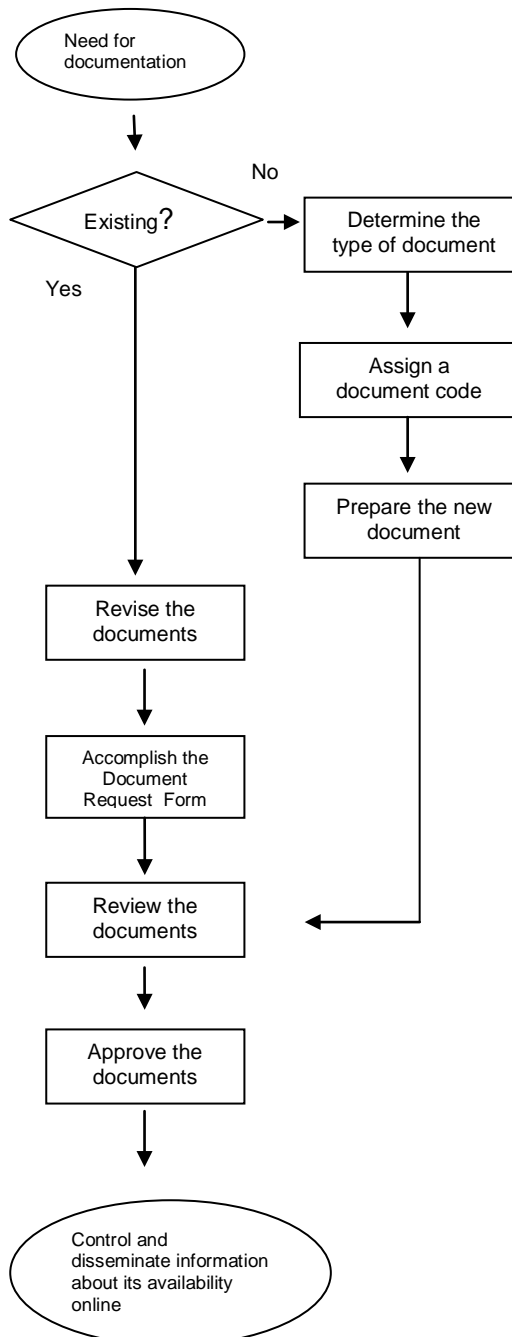 Need for
documentation
No
Existing?
Determine the
type of document
Yes
Assign a
document code
Prepare the new
document
Revise the
documents
Accomplish the
Document
Request Form
Review the
documents
Approve the
documents
Control and
disseminate information
about its availability
online